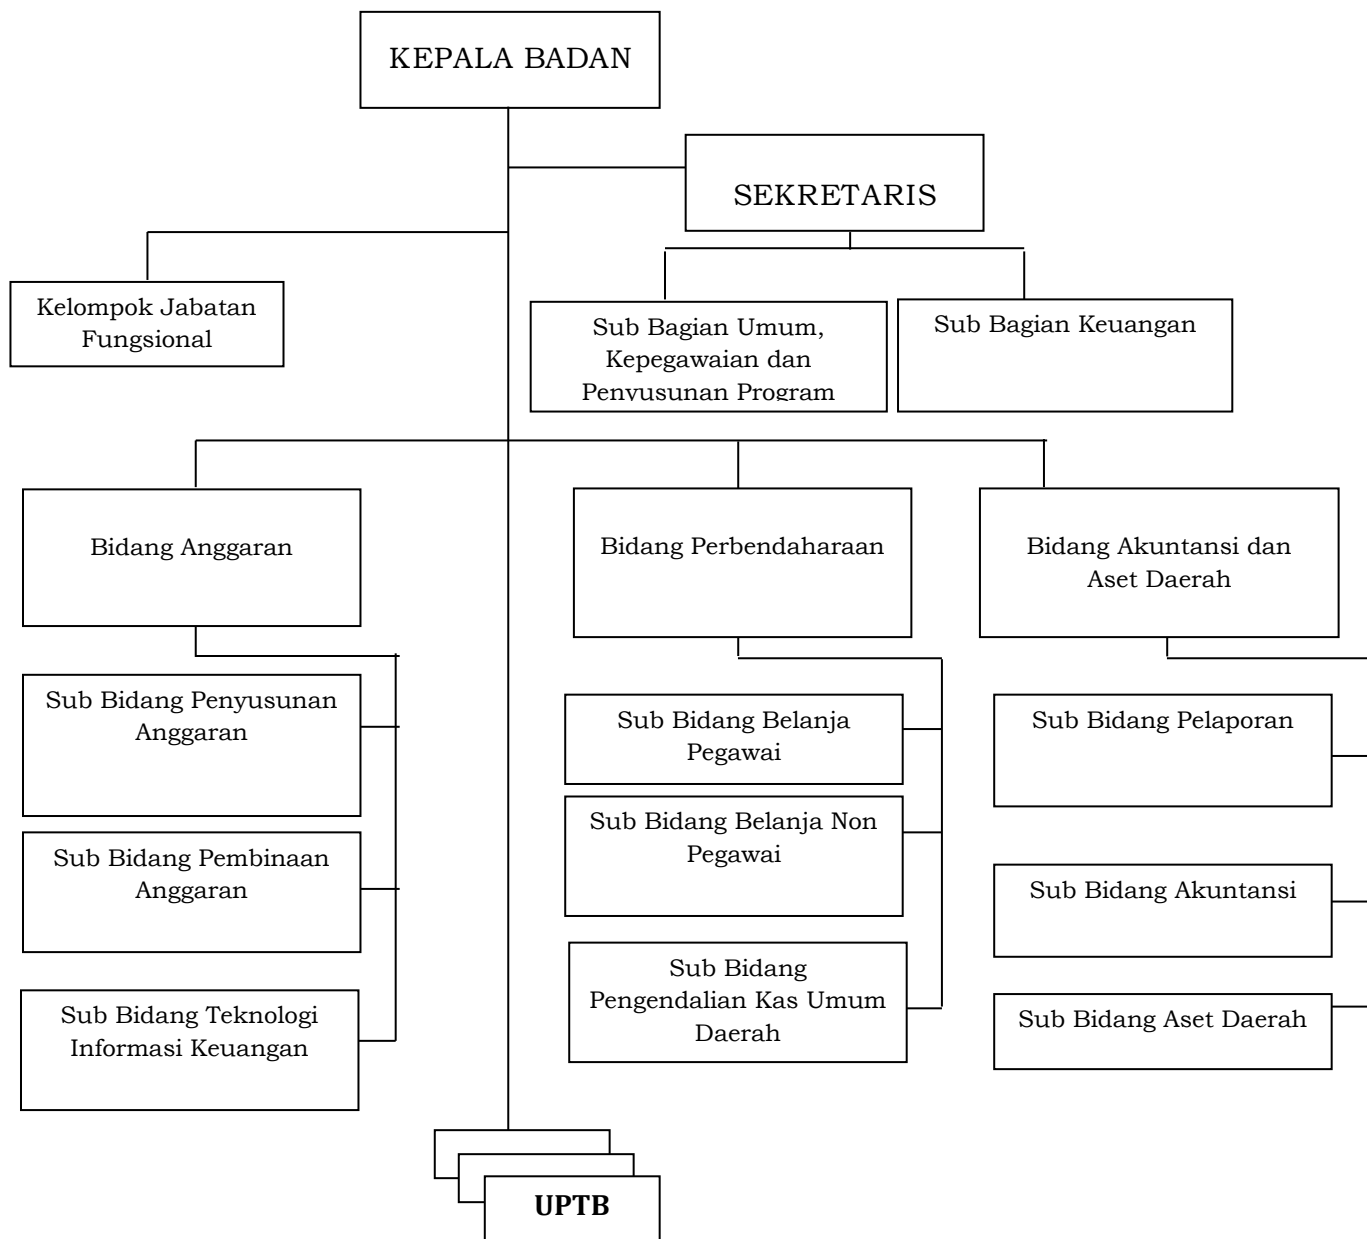 KEPALA BADAN
SEKRETARIS
Kelompok Jabatan
Fungsional
Sub Bagian Umum,
Kepegawaian dan
Penyusunan Program
Sub Bagian Keuangan
Bidang Anggaran
Bidang Perbendaharaan
Bidang Akuntansi dan
Aset Daerah
Sub Bidang Penyusunan
Anggaran
Sub Bidang Pembinaan
Anggaran
Sub Bidang Teknologi
Informasi Keuangan
Sub Bidang Belanja
Pegawai
Sub Bidang Belanja Non
Pegawai
Sub Bidang
Pengendalian Kas Umum
Daerah
Sub Bidang Pelaporan
Sub Bidang Akuntansi
Sub Bidang Aset Daerah
UPTB